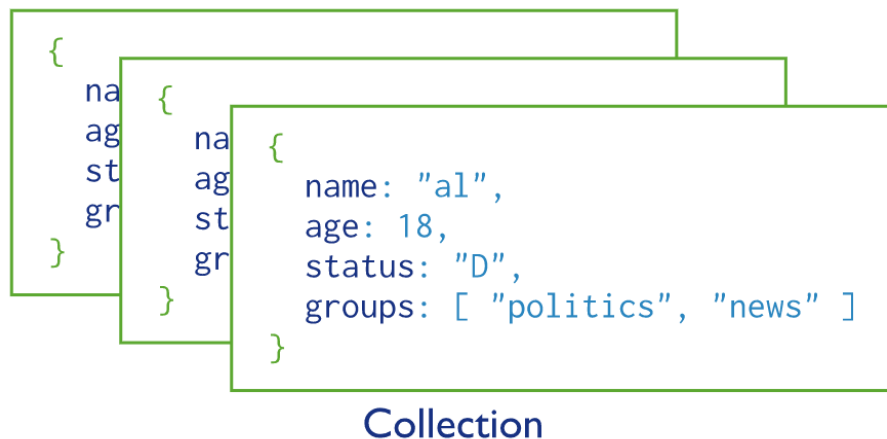 {
na
ag
st
gr
}
{
na
ag
st
gr
}
{
name: "al",
age: 18,
status: "D",
groups: [ "politics", "news" ]
}
Collection